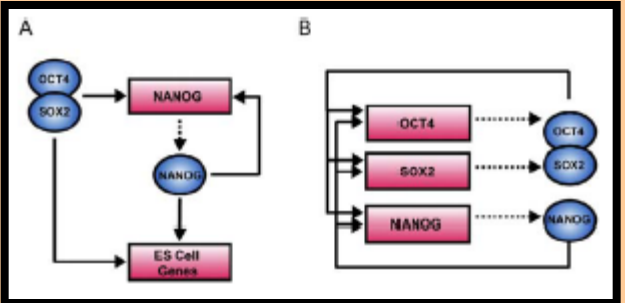 A
OCT4
SOX2
NANOG
NANOG
ES Cell
Genes
B
OCT4
SOX2
NANOG
OCT4
SOX2
NANOG